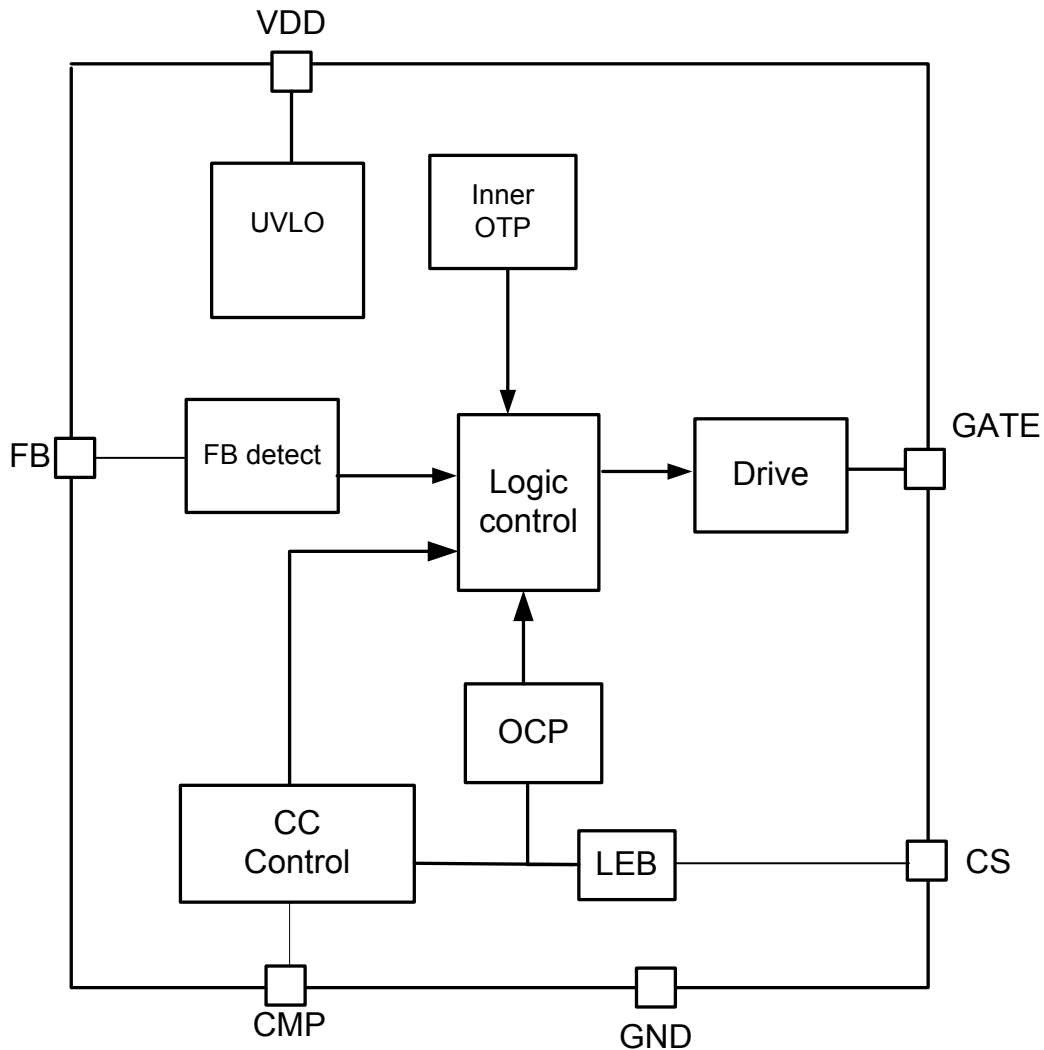 VDD
UVLO
Inner
OTP
FB
FB detect
Logic
control
Drive
GATE
OCP
CC
Control
LEB
CS
CMP
GND